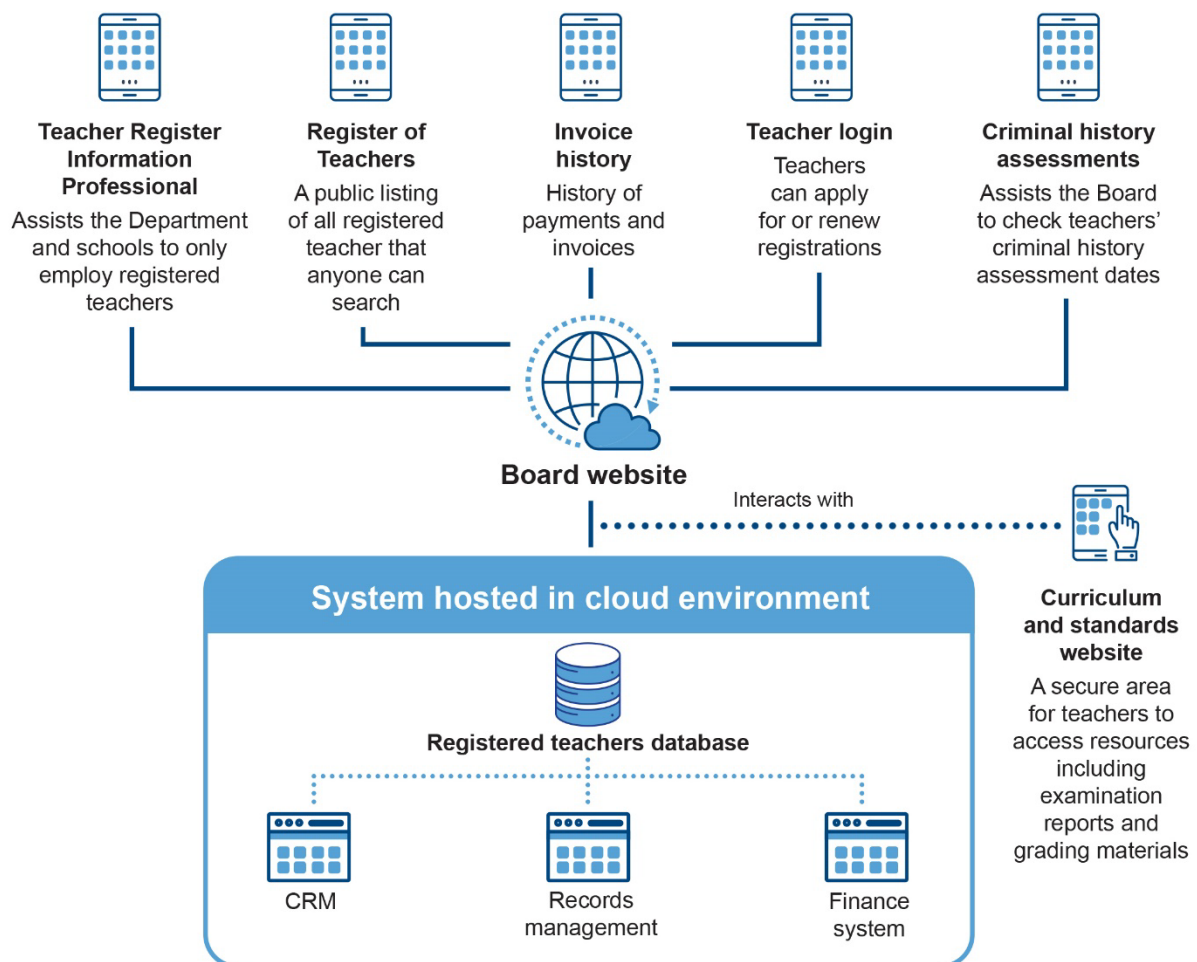 Teacher Register
Information
Professional
Assists the Department
and schools to only
employ registered
teachers
Register of
Teachers
A public listing
of all registered
teacher that
anyone can
search
Invoice
history
History of
payments and
invoices
Teacher login
Teachers
can apply
for or renew
registrations
Criminal history
assessments
Assists the Board
to check teachers’
criminal history
assessment dates
Board website
Interacts with
Curriculum
and standards
website
A secure area
for teachers to
access resources
including
examination
reports and
grading materials
System hosted in cloud environment
Registered teachers database
CRM
Records
management
Finance
system